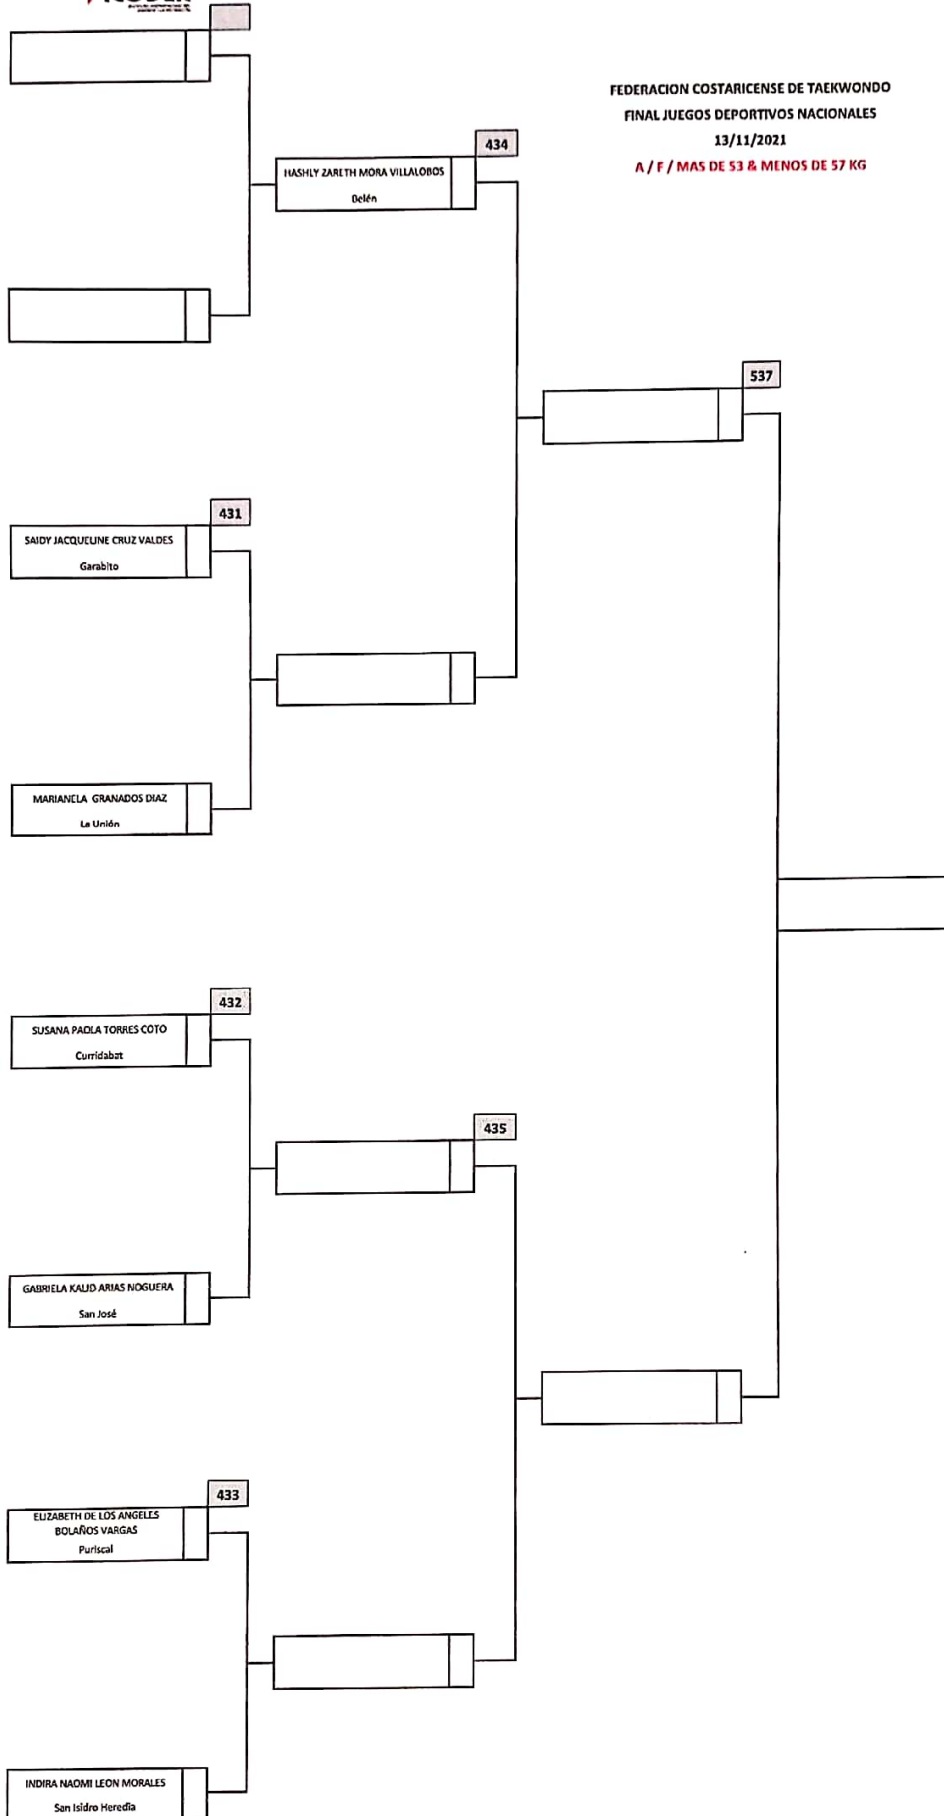 FEDERACION COSTARICENSE DE TAEKWONDO
FINAL JUEGOS DEPORTIVOS NACIONALES
13/11/2021
A / F / MAS DE 53 & MENOS DE 57 KG
434
HASHLY ZARETH MORA VILLALOBOS
Belén
537
431
SAIDY JACQUELINE CRUZ VALDES
Garabito
MARIANELA GRANADOS DIAZ
La Unión
432
SUSANA PAOLA TORRES COTO
Curridabat
435
GABRIELA KALID ARIAS NOGUERA
San José
433
ELIZABETH DE LOS ANGELES
BOLAÑOS VARGAS
Puriscal
INDIRA NAOMI LEON MORALES
San Isidro Heredia